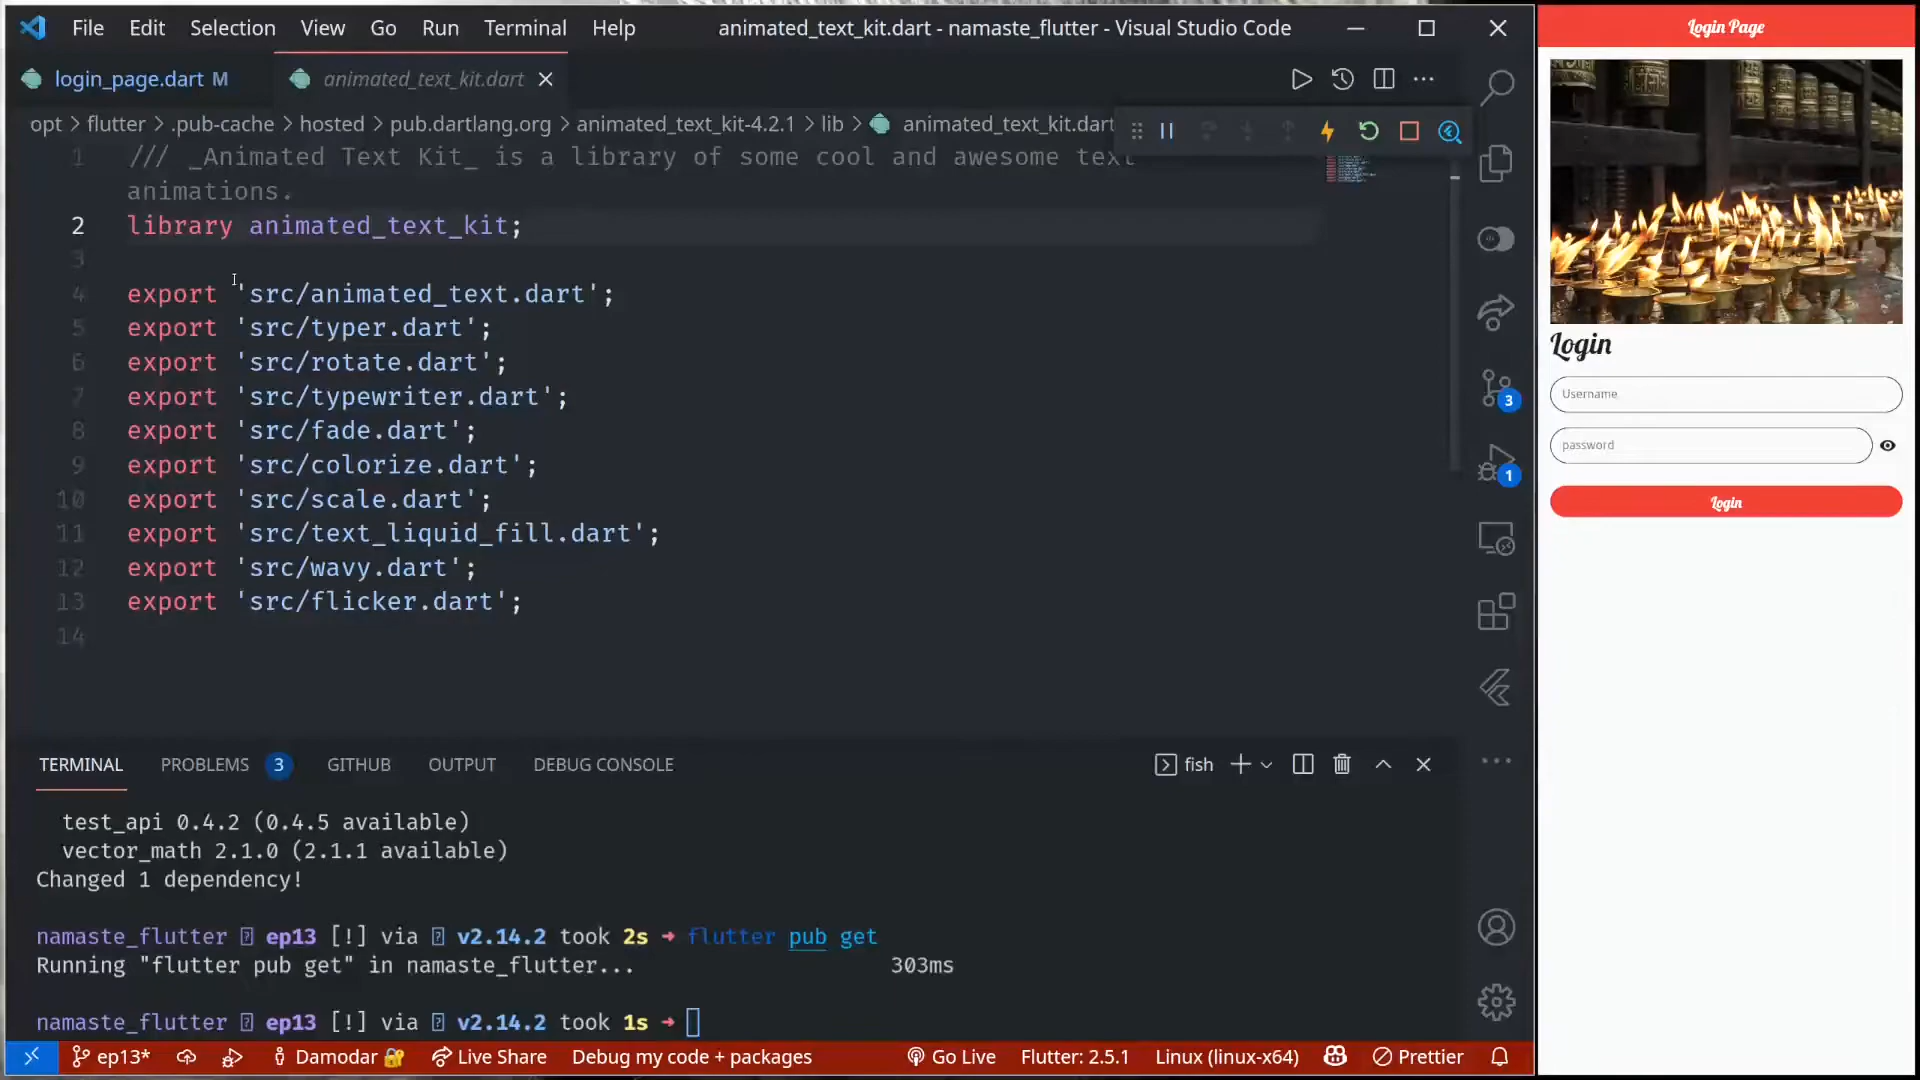 File Edit Selection View Go Run Terminal Help animated_text_kit.dart - namaste_flutter - Visual Studio Code
login_page.dart M animated_text_kit.dart
opt > flutter > .pub-cache > hosted > pub.dartlang.org > animated_text_kit-4.2.1 > lib > animated_text_kit.dart
1 /// _Animated Text Kit_ is a library of some cool and awesome text
animations.
2 library animated_text_kit;
3
4 export 'src/animated_text.dart';
5 export 'src/typer.dart';
6 export 'src/rotate.dart';
7 export 'src/typewriter.dart';
8 export 'src/fade.dart';
9 export 'src/colorize.dart';
10 export 'src/scale.dart';
11 export 'src/text_liquid_fill.dart';
12 export 'src/wavy.dart';
13 export 'src/flicker.dart';
14
3
1
TERMINAL PROBLEMS 3 GITHUB OUTPUT DEBUG CONSOLE fish
test_api 0.4.2 (0.4.5 available)
vector_math 2.1.0 (2.1.1 available)
Changed 1 dependency!
namaste_flutter ep13 [!] via v2.14.2 took 2s → flutter pub get
Running "flutter pub get" in namaste_flutter... 303ms
namaste_flutter ep13 [!] via v2.14.2 took 1s →
ep13* Damodar 🔐 Live Share Debug my code + packages Go Live Flutter: 2.5.1 Linux (linux-x64) Prettier
Login Page
Login
Username
password
Login